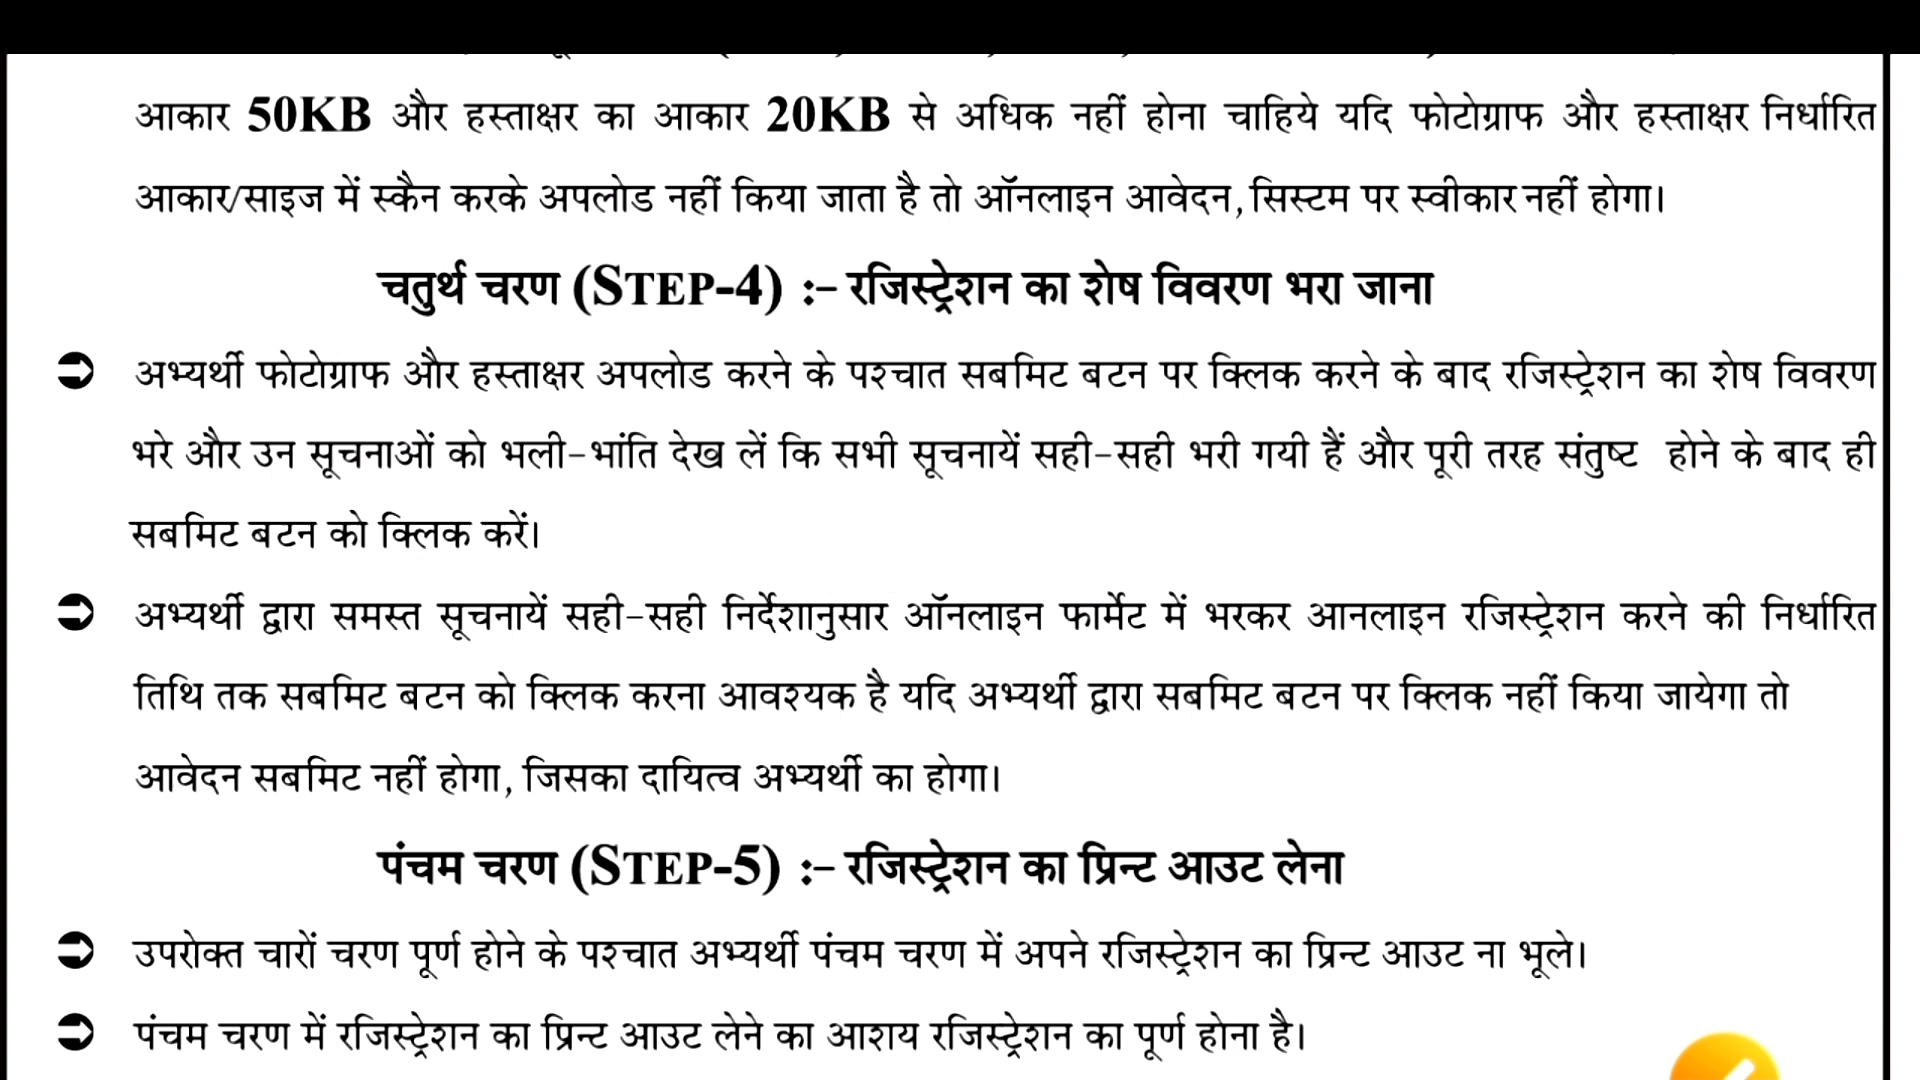 आकार 50KB और हस्ताक्षर का आकार 20KB से अधिक नहीं होना चाहिये यदि फोटोग्राफ और हस्ताक्षर निर्धारित
आकार/साइज में स्कैन करके अपलोड नहीं किया जाता है तो ऑनलाइन आवेदन, सिस्टम पर स्वीकार नहीं होगा।
चतुर्थ चरण (STEP-4) :- रजिस्ट्रेशन का शेष विवरण भरा जाना
➲ अभ्यर्थी फोटोग्राफ और हस्ताक्षर अपलोड करने के पश्चात सबमिट बटन पर क्लिक करने के बाद रजिस्ट्रेशन का शेष विवरण
भरे और उन सूचनाओं को भली-भांति देख लें कि सभी सूचनायें सही-सही भरी गयी हैं और पूरी तरह संतुष्ट होने के बाद ही
सबमिट बटन को क्लिक करें।
➲ अभ्यर्थी द्वारा समस्त सूचनायें सही-सही निर्देशानुसार ऑनलाइन फार्मेट में भरकर आनलाइन रजिस्ट्रेशन करने की निर्धारित
तिथि तक सबमिट बटन को क्लिक करना आवश्यक है यदि अभ्यर्थी द्वारा सबमिट बटन पर क्लिक नहीं किया जायेगा तो
आवेदन सबमिट नहीं होगा, जिसका दायित्व अभ्यर्थी का होगा।
पंचम चरण (STEP-5) :- रजिस्ट्रेशन का प्रिन्ट आउट लेना
➲ उपरोक्त चारों चरण पूर्ण होने के पश्चात अभ्यर्थी पंचम चरण में अपने रजिस्ट्रेशन का प्रिन्ट आउट ना भूले।
➲ पंचम चरण में रजिस्ट्रेशन का प्रिन्ट आउट लेने का आशय रजिस्ट्रेशन का पूर्ण होना है।